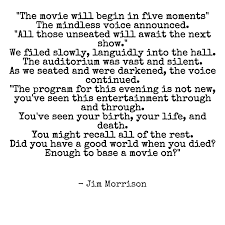 "The movie will begin in five moments"
The mindless voice announced.
"All those unseated will await the next
show."
We filed slowly, languidly into the hall.
The auditorium was vast and silent.
As we seated and were darkened, the voice
continued.
"The program for this evening is not new,
you've seen this entertainment through
and through.
You've seen your birth, your life, and
death.
You might recall all of the rest.
Did you have a good world when you died?
Enough to base a movie on?"
- Jim Morrison